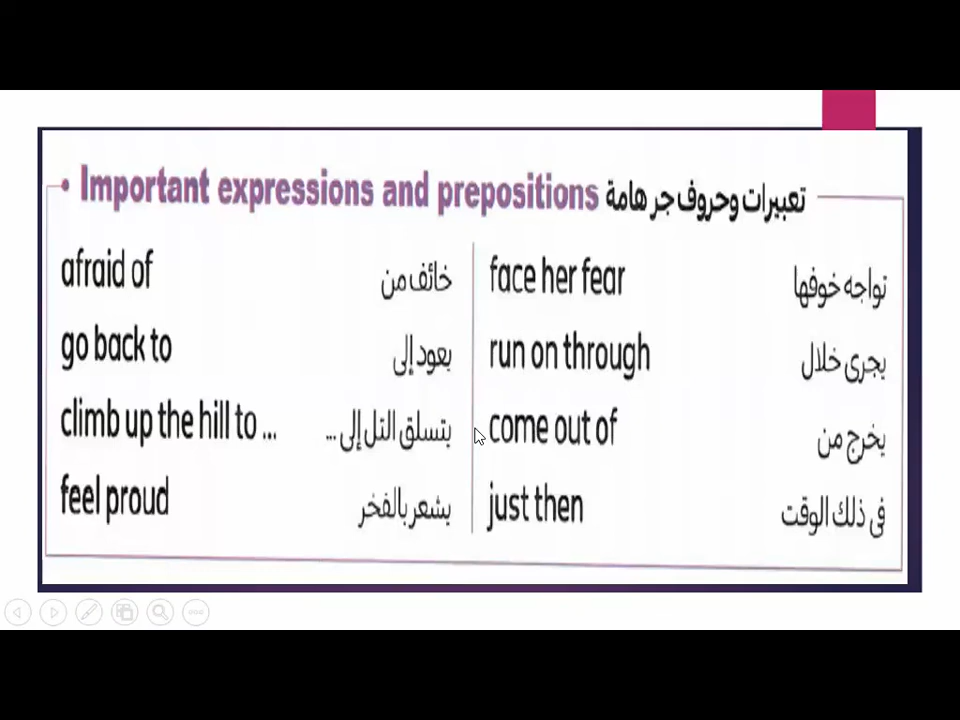 • Important expressions and prepositions تعبيرات وحروف جر هامة
afraid of خائف من
go back to يعود إلى
climb up the hill to ... يتسلق التل إلى ...
feel proud يشعر بالفخر
face her fear تواجه خوفها
run on through يجرى خلال
come out of يخرج من
just then فى ذلك الوقت